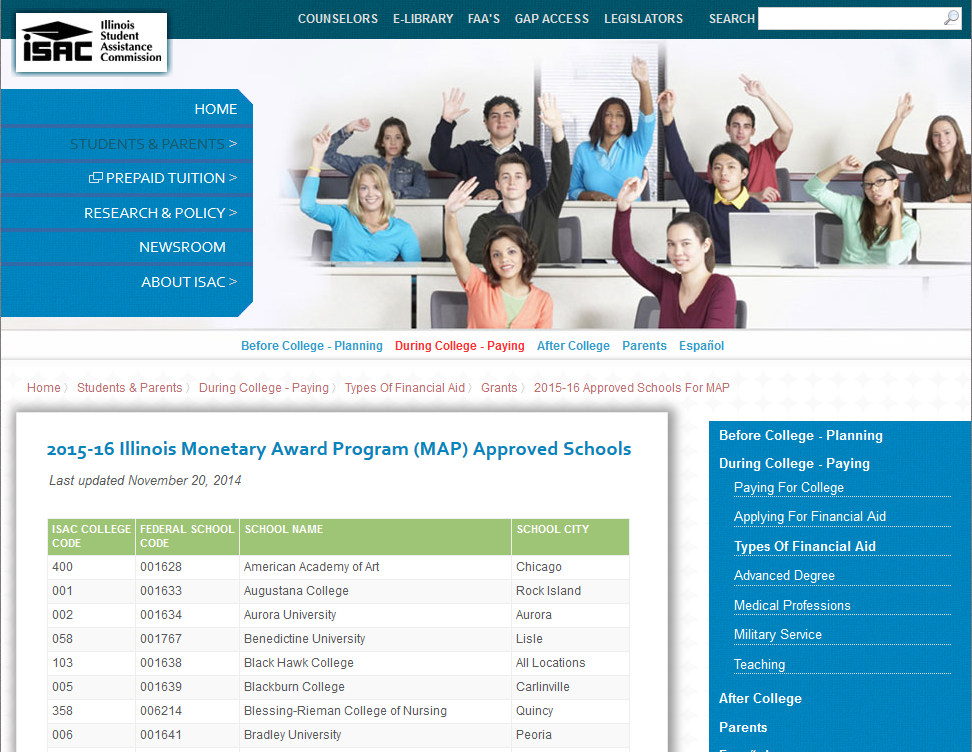 COUNSELORS E-LIBRARY FAA'S GAP ACCESS LEGISLATORS SEARCH
ISAC
Illinois
Student
Assistance
Commission
HOME
STUDENTS & PARENTS >
PREPAID TUITION >
RESEARCH & POLICY >
NEWSROOM
ABOUT ISAC >
Before College - Planning During College - Paying After College Parents Español
Home 〉 Students & Parents 〉 During College - Paying 〉 Types Of Financial Aid 〉 Grants 〉 2015-16 Approved Schools For MAP
2015-16 Illinois Monetary Award Program (MAP) Approved Schools
Last updated November 20, 2014
ISAC COLLEGE CODE FEDERAL SCHOOL CODE SCHOOL NAME SCHOOL CITY
400 001628 American Academy of Art Chicago
001 001633 Augustana College Rock Island
002 001634 Aurora University Aurora
058 001767 Benedictine University Lisle
103 001638 Black Hawk College All Locations
005 001639 Blackburn College Carlinville
358 006214 Blessing-Rieman College of Nursing Quincy
006 001641 Bradley University Peoria
Before College - Planning
During College - Paying
Paying For College
Applying For Financial Aid
Types Of Financial Aid
Advanced Degree
Medical Professions
Military Service
Teaching
After College
Parents